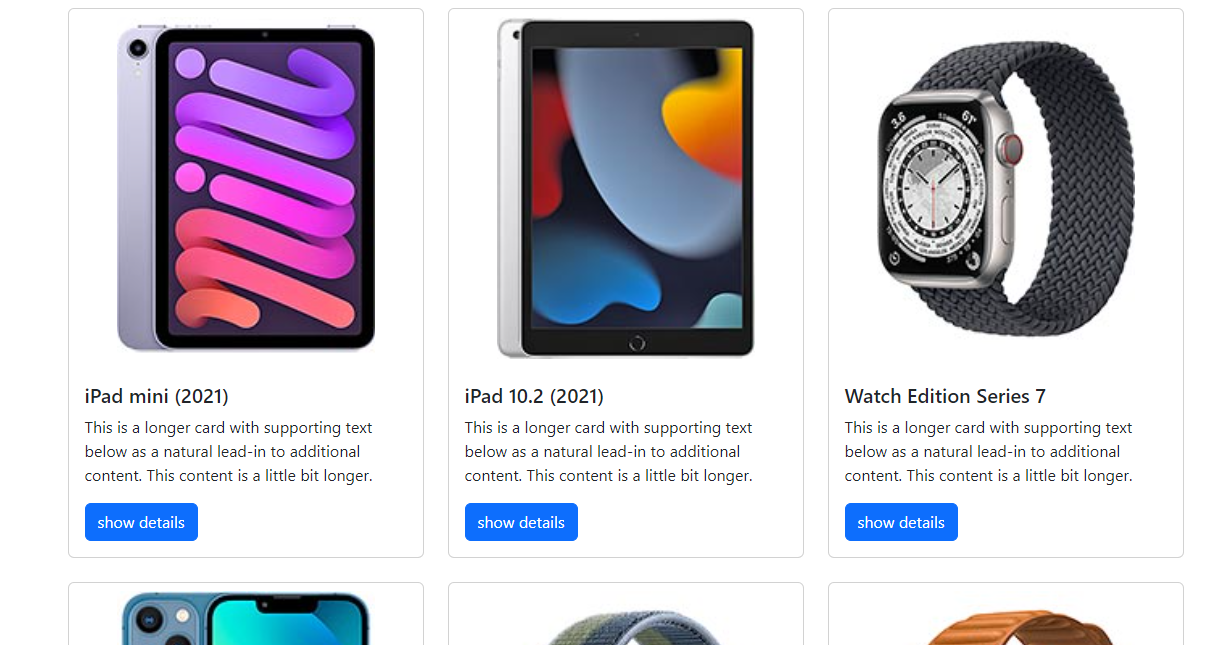 iPad mini (2021)
This is a longer card with supporting text
below as a natural lead-in to additional
content. This content is a little bit longer.
show details
iPad 10.2 (2021)
This is a longer card with supporting text
below as a natural lead-in to additional
content. This content is a little bit longer.
show details
Watch Edition Series 7
This is a longer card with supporting text
below as a natural lead-in to additional
content. This content is a little bit longer.
show details